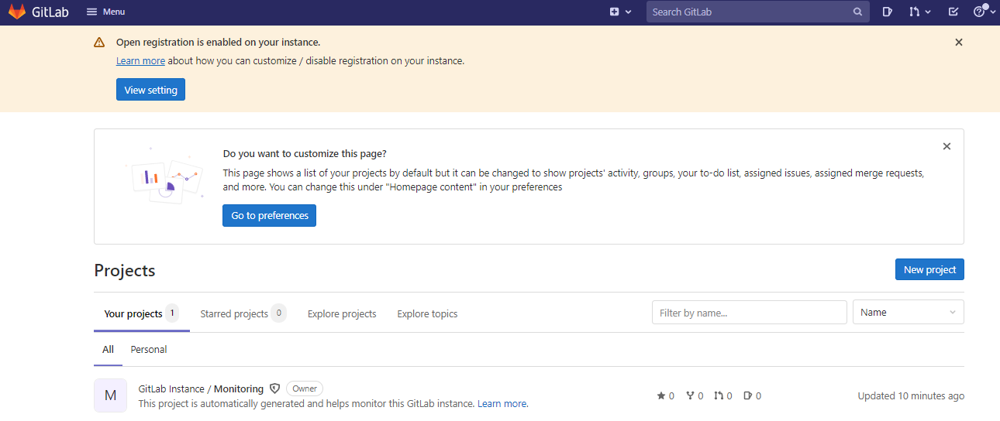 GitLab Menu Search GitLab
Open registration is enabled on your instance.
Learn more about how you can customize / disable registration on your instance.
View setting
Do you want to customize this page?
This page shows a list of your projects by default but it can be changed to show projects' activity, groups, your to-do list, assigned issues, assigned merge requests,
and more. You can change this under "Homepage content" in your preferences
Go to preferences
Projects New project
Your projects 1 Starred projects 0 Explore projects Explore topics Filter by name... Name
All Personal
M GitLab Instance / Monitoring Owner
This project is automatically generated and helps monitor this GitLab instance. Learn more.
0 0 0 0 Updated 10 minutes ago